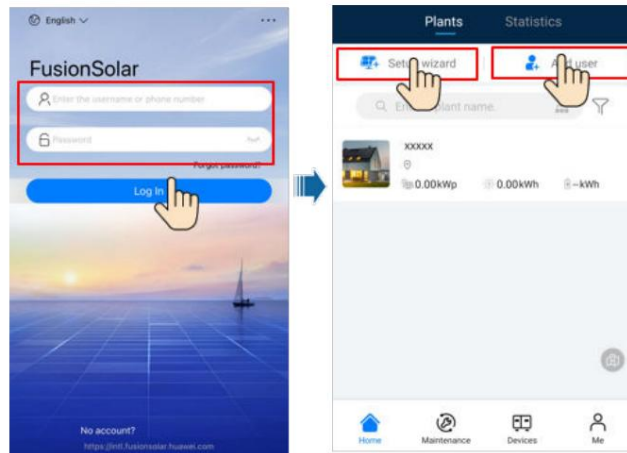 English
FusionSolar
Enter the username or phone number
Password
Forgot password?
Log In
No account?
https://intl.fusionsolar.huawei.com
Plants Statistics
Setup wizard
Add user
plant name.
xxxxx
0.00kWp 0.00kWh --kWh
Home Maintenance Devices Me